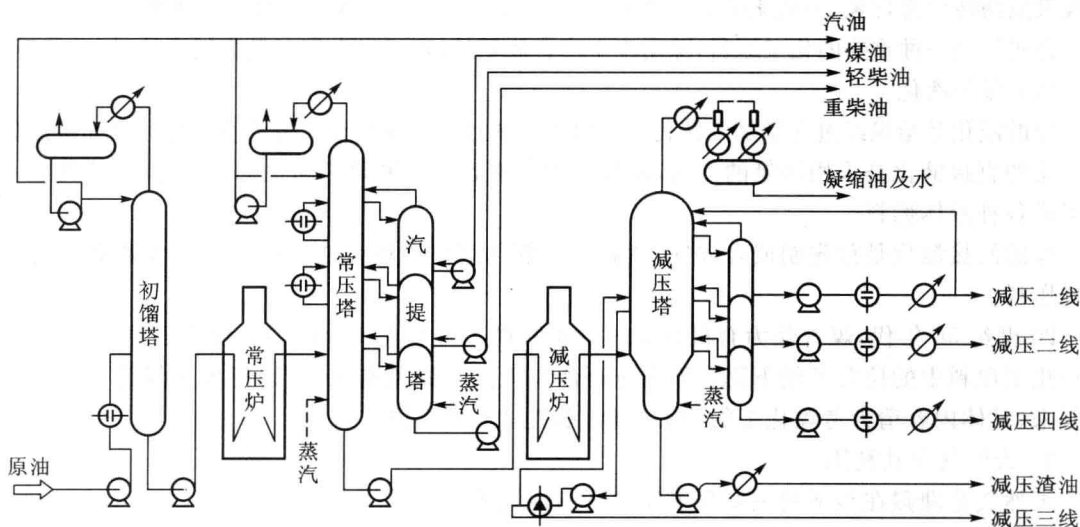 汽油
煤油
轻柴油
重柴油
凝缩油及水
初馏塔
常压炉
常压塔
汽提塔
减压炉
减压塔
蒸汽
蒸汽
蒸汽
原油
减压一线
减压二线
减压四线
减压渣油
减压三线